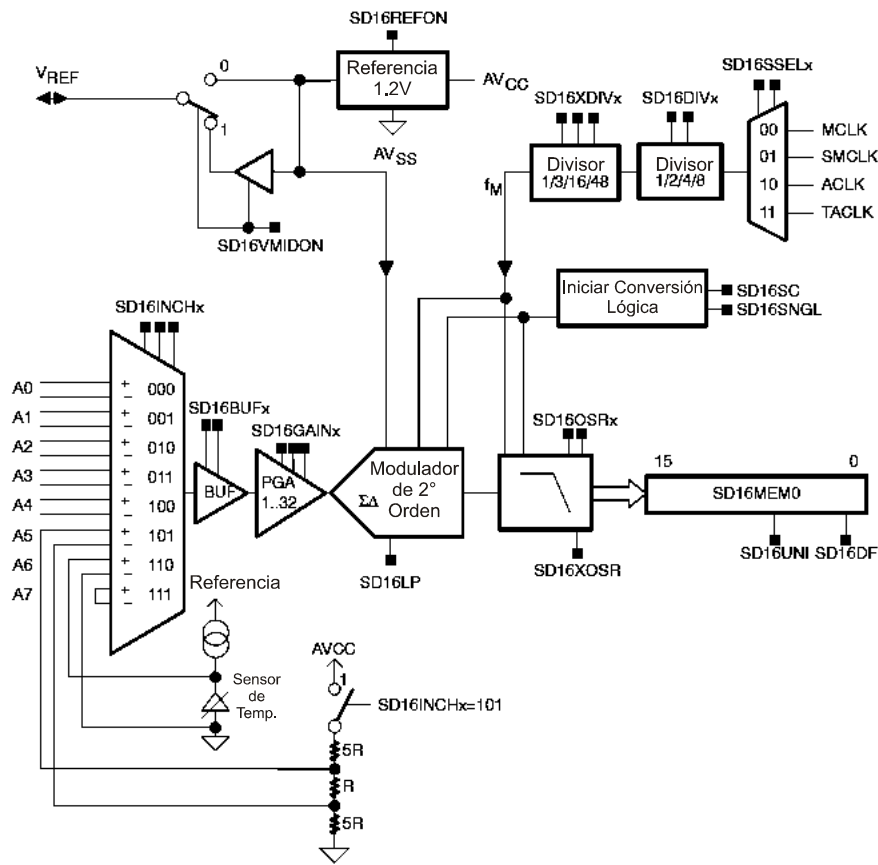 SD16REFON
VREF
0
1
Referencia
1.2V
AVCC
AVSS
SD16VMIDON
SD16SSELx
SD16XDIVx
SD16DIVx
fM
Divisor
1/3/16/48
Divisor
1/2/4/8
00
01
10
11
MCLK
SMCLK
ACLK
TACLK
Iniciar Conversión
Lógica
SD16SC
SD16SNGL
SD16INCHx
A0 + − 000
A1 + − 001
A2 + − 010
A3 + − 011
A4 + − 100
A5 + − 101
A6 + − 110
A7 + − 111
SD16BUFx
BUF
SD16GAINx
PGA
1..32
ΣΔ
Modulador
de 2°
Orden
SD16LP
SD16OSRx
SD16XOSR
15
0
SD16MEM0
SD16UNI
SD16DF
Referencia
Sensor
de
Temp.
AVCC
1
SD16INCHx=101
5R
R
5R